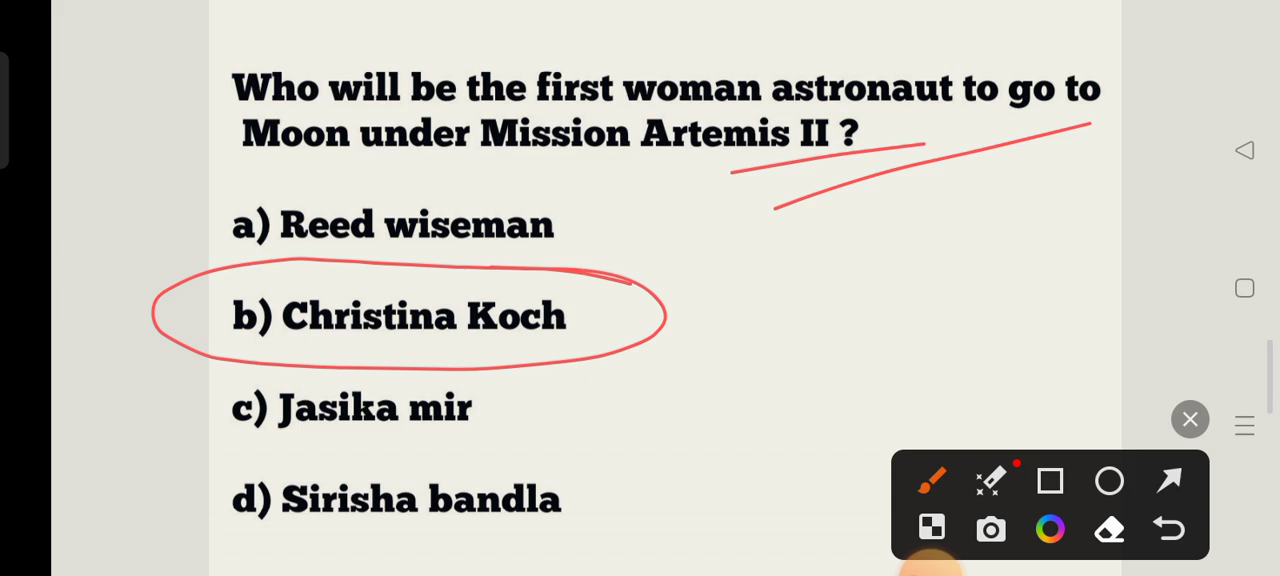 Who will be the first woman astronaut to go to
Moon under Mission Artemis II ?
a) Reed wiseman
b) Christina Koch
c) Jasika mir
d) Sirisha bandla